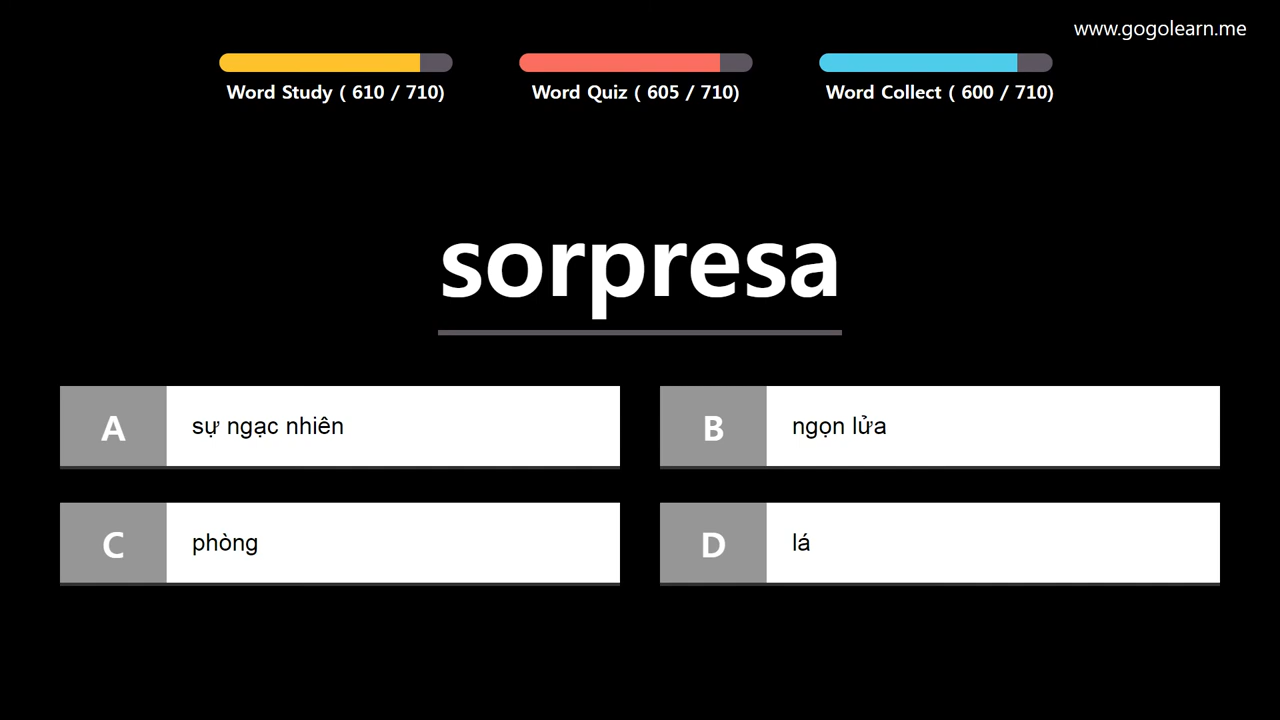 www.gogolearn.me
Word Study ( 610 / 710)
Word Quiz ( 605 / 710)
Word Collect ( 600 / 710)
sorpresa
A sự ngạc nhiên
B ngọn lửa
C phòng
D lá